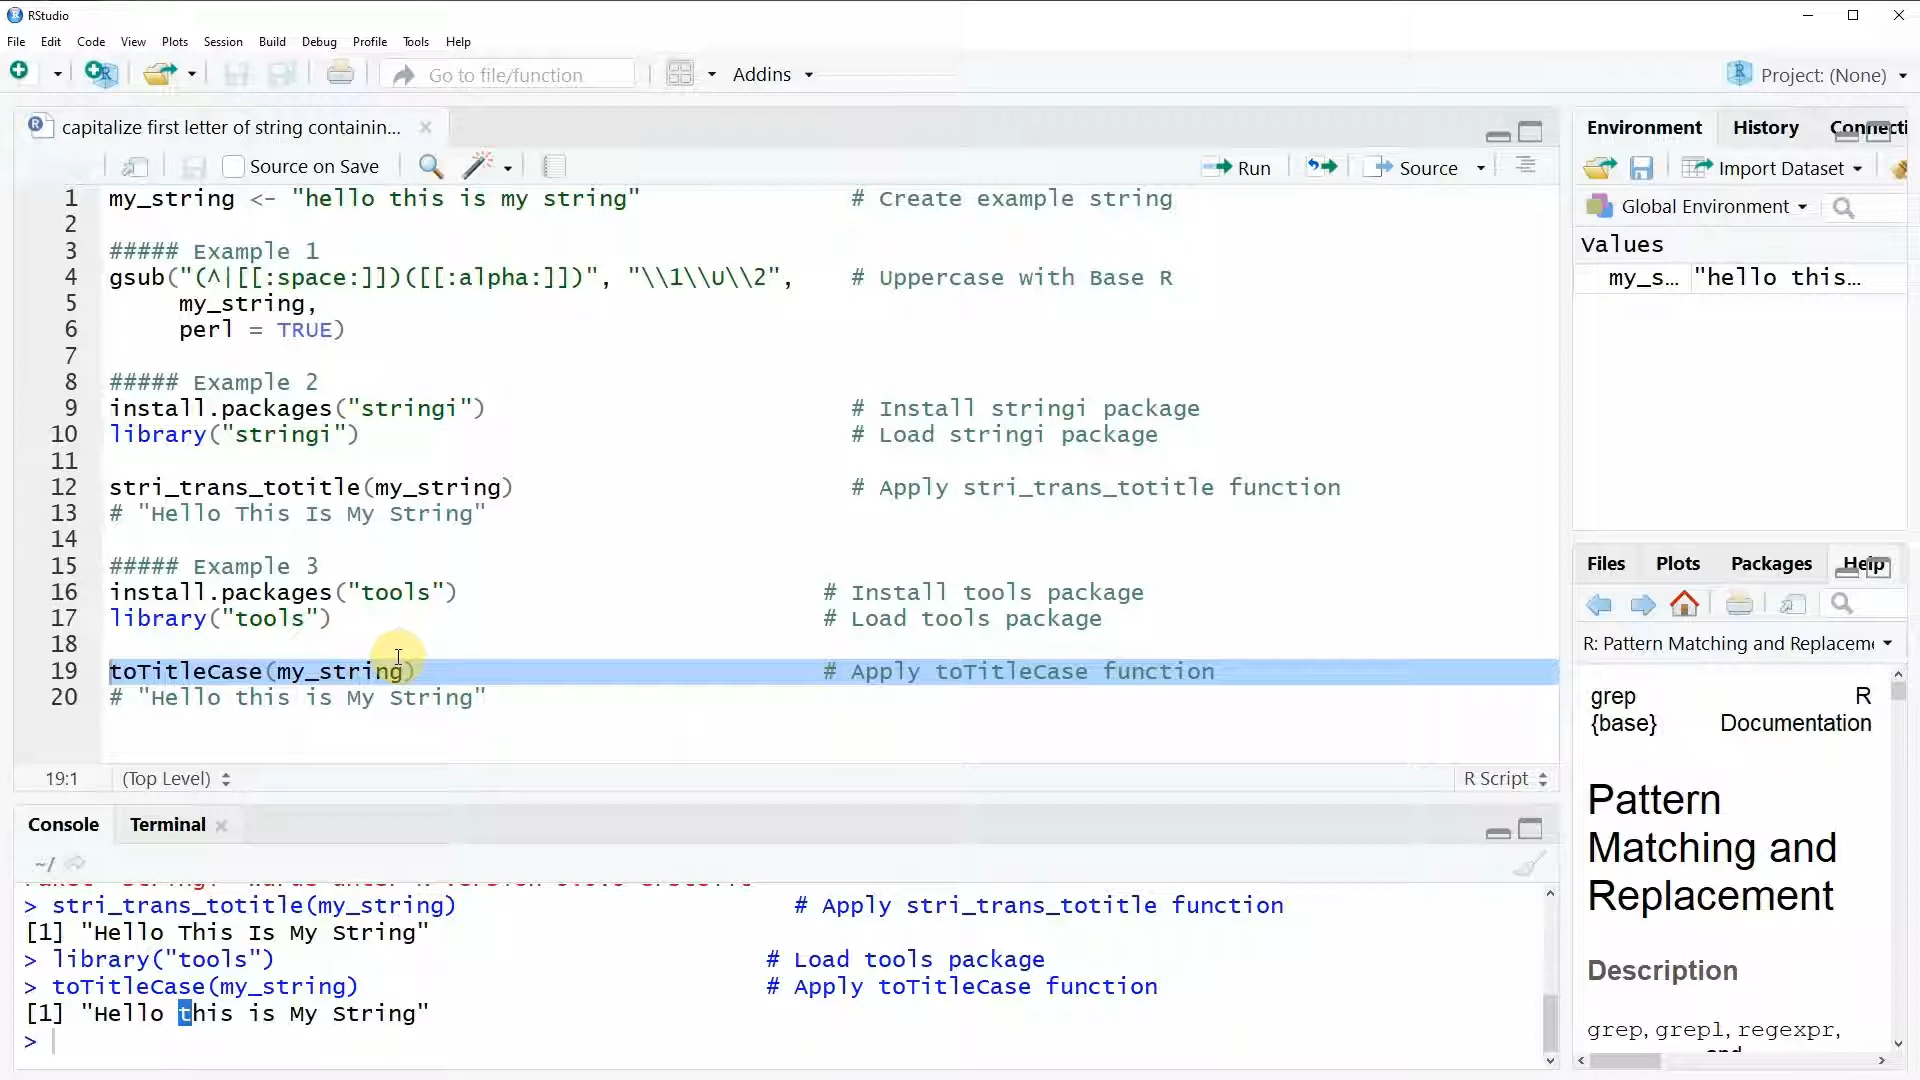 RStudio
File Edit Code View Plots Session Build Debug Profile Tools Help
Go to file/function Addins Project: (None)
capitalize first letter of string containin...
Source on Save Run Source
1 my_string <- "hello this is my string" # Create example string
2
3 ##### Example 1
4 gsub("(^|[[:space:]])([[:alpha:]])", "\\1\\U\\2", # Uppercase with Base R
5 my_string,
6 perl = TRUE)
7
8 ##### Example 2
9 install.packages("stringi") # Install stringi package
10 library("stringi") # Load stringi package
11
12 stri_trans_totitle(my_string) # Apply stri_trans_totitle function
13 # "Hello This Is My String"
14
15 ##### Example 3
16 install.packages("tools") # Install tools package
17 library("tools") # Load tools package
18
19 toTitleCase(my_string) # Apply toTitleCase function
20 # "Hello this is My String"
19:1 (Top Level) R Script
Console Terminal
~/
> stri_trans_totitle(my_string) # Apply stri_trans_totitle function
[1] "Hello This Is My String"
> library("tools") # Load tools package
> toTitleCase(my_string) # Apply toTitleCase function
[1] "Hello this is My String"
>
Environment History Connecti
Import Dataset
Global Environment
Values
my_s... "hello this...
Files Plots Packages Help
R: Pattern Matching and Replaceme
grep R
{base} Documentation
Pattern
Matching and
Replacement
Description
grep, grepl, regexpr,